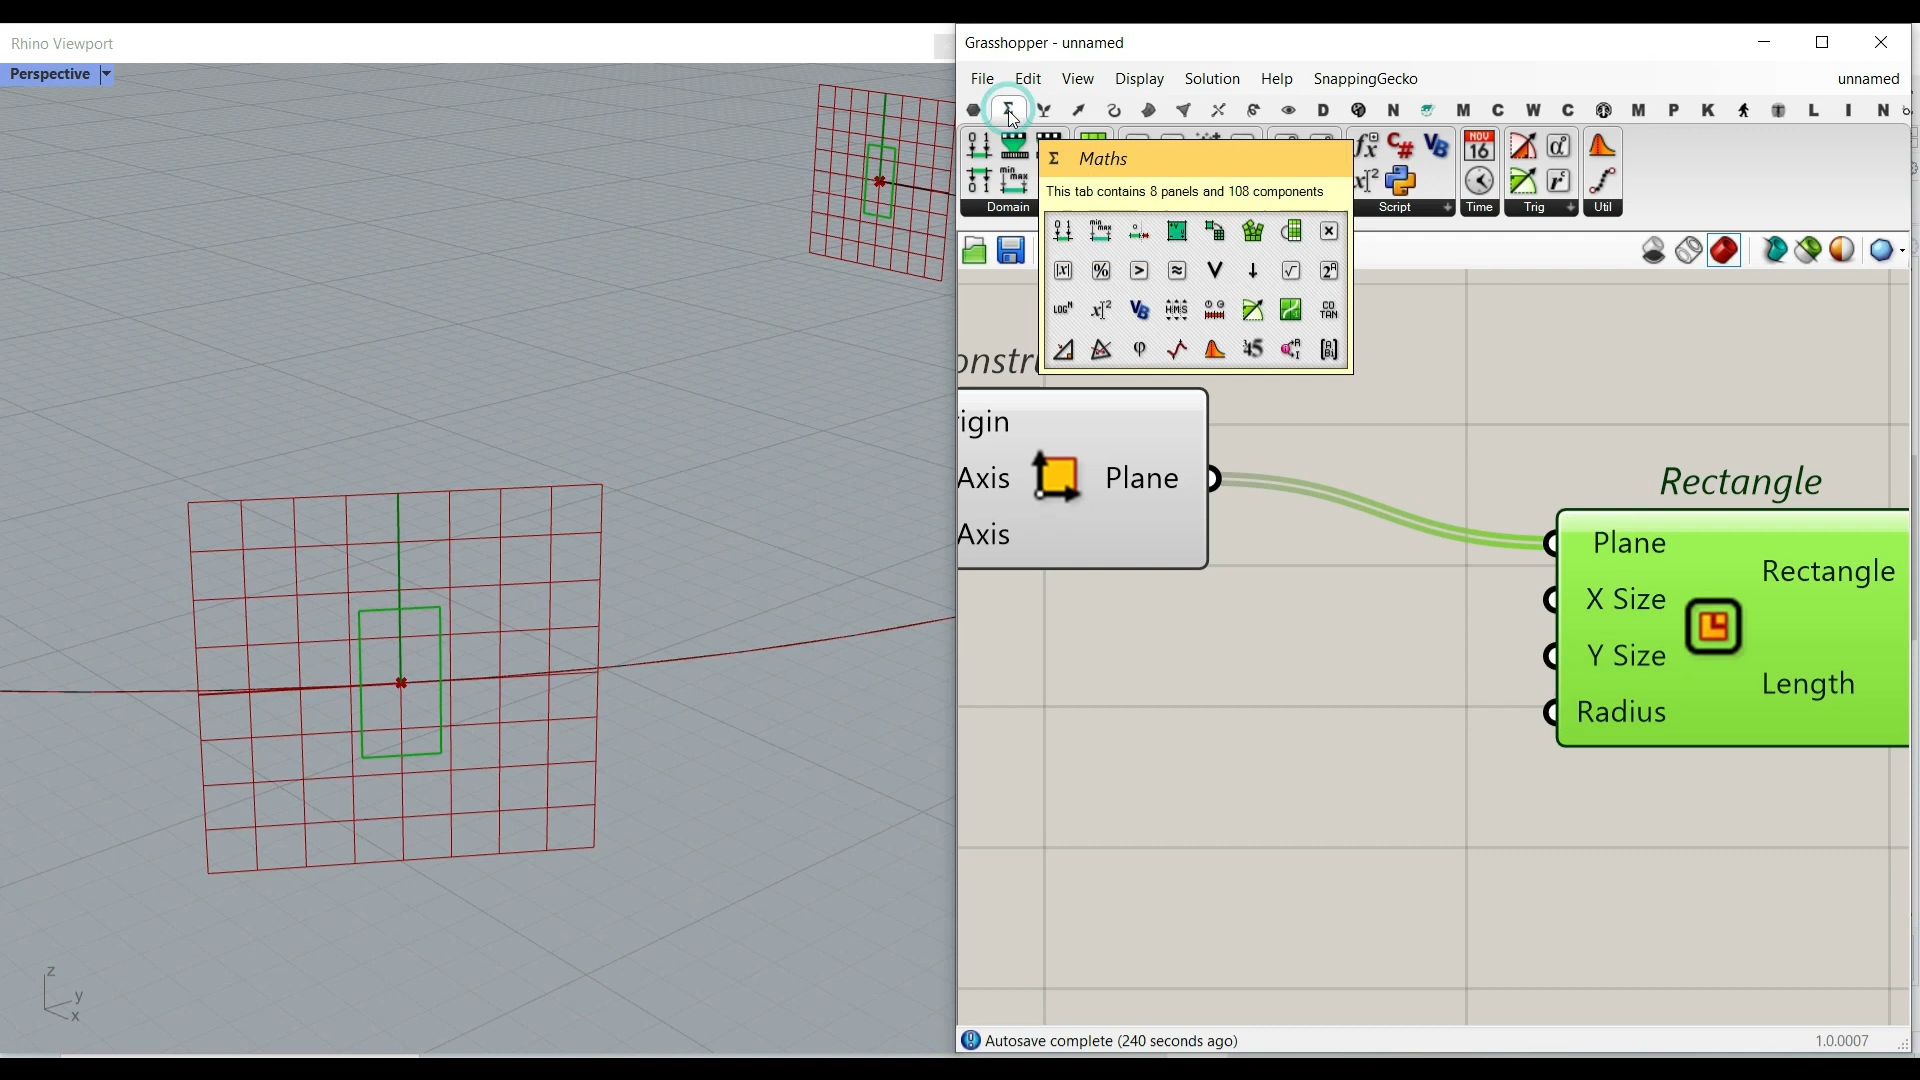 Rhino Viewport
Perspective
z
y
x
Grasshopper - unnamed
File Edit View Display Solution Help SnappingGecko unnamed
Σ D N M C W C M P K L I N
Domain Script Time Trig Util
NOV
16
Σ Maths
This tab contains 8 panels and 108 components
Plane
Axis
Axis
Rectangle
Plane
X Size
Y Size
Radius
Rectangle
Length
Autosave complete (240 seconds ago)
1.0.0007